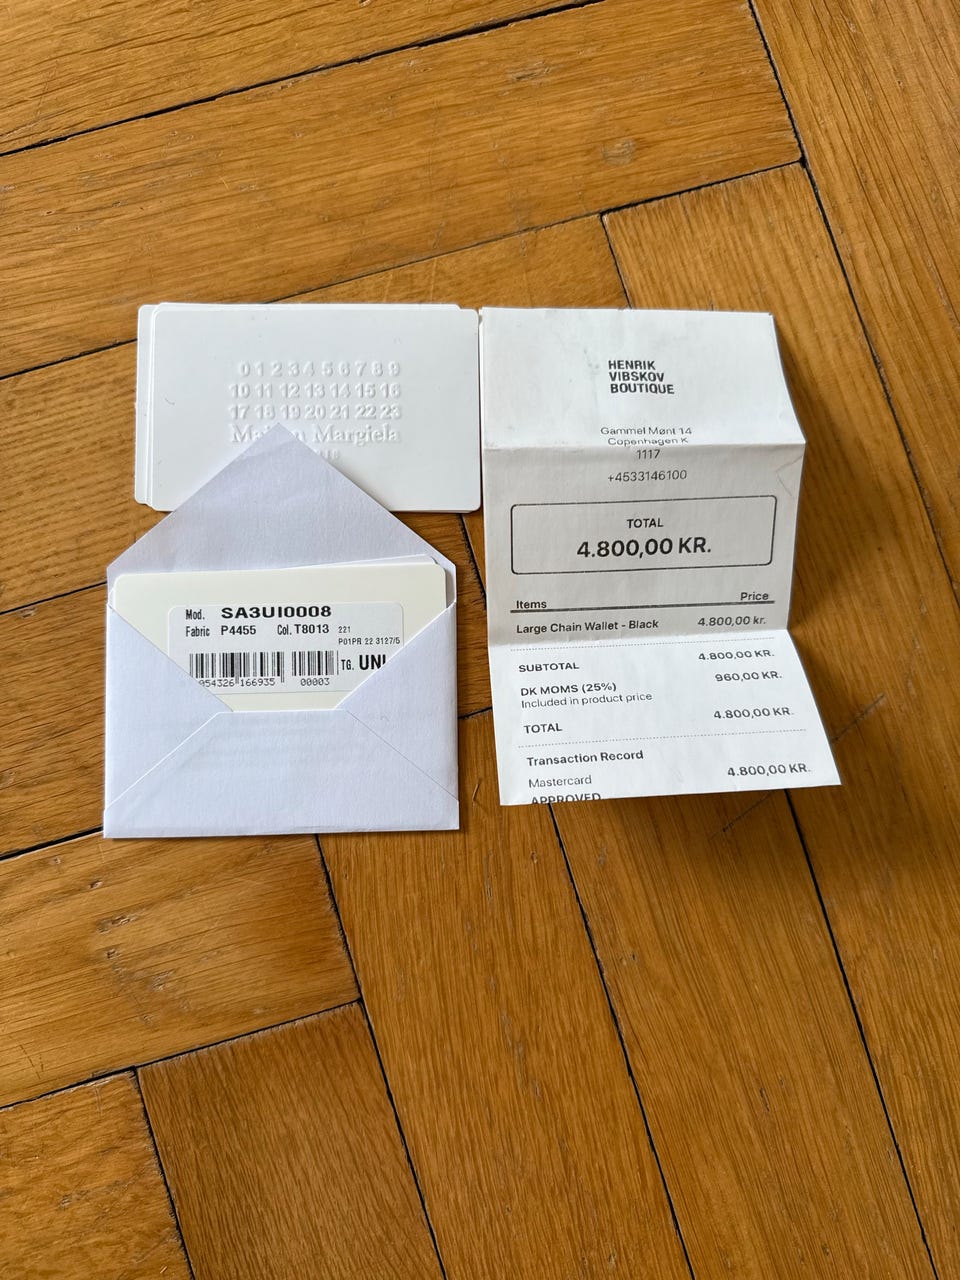 0 1 2 3 4 5 6 7 8 9
10 11 12 13 14 15 16
17 18 19 20 21 22 23
Margiela
Mod. SA3UI0008
Fabric P4455 Col. T8013 221
P01PR 22 3127/5
TG. UNI
954326 166935 00003
HENRIK
VIBSKOV
BOUTIQUE
Gammel Mønt 14
Copenhagen K
1117
+4533146100
TOTAL
4.800,00 KR.
Items Price
Large Chain Wallet - Black 4.800,00 kr.
SUBTOTAL 4.800,00 KR.
DK MOMS (25%) 960,00 KR.
Included in product price
TOTAL 4.800,00 KR.
Transaction Record
Mastercard 4.800,00 KR.
APPROVED